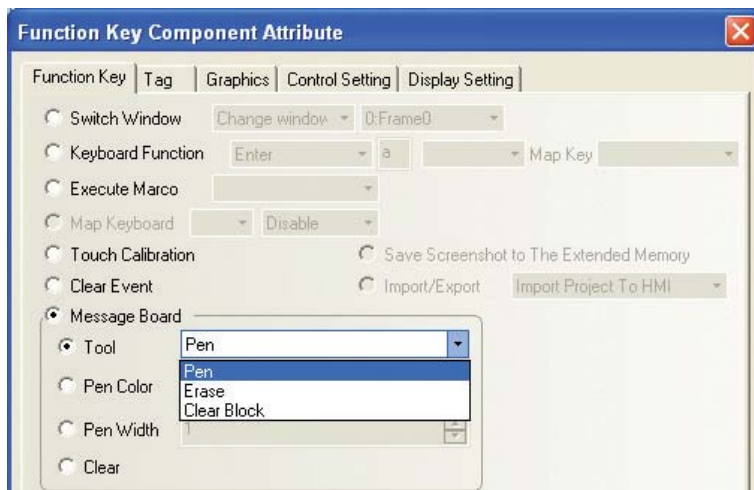 Function Key Component Attribute
Function Key Tag Graphics Control Setting Display Setting
Switch Window Change window 0:Frame0
Keyboard Function Enter a Map Key
Execute Marco
Map Keyboard Disable
Touch Calibration Save Screenshot to The Extended Memory
Clear Event Import/Export Import Project To HMI
Message Board
Tool Pen
Pen
Pen Color Erase
Clear Block
Pen Width 1
Clear